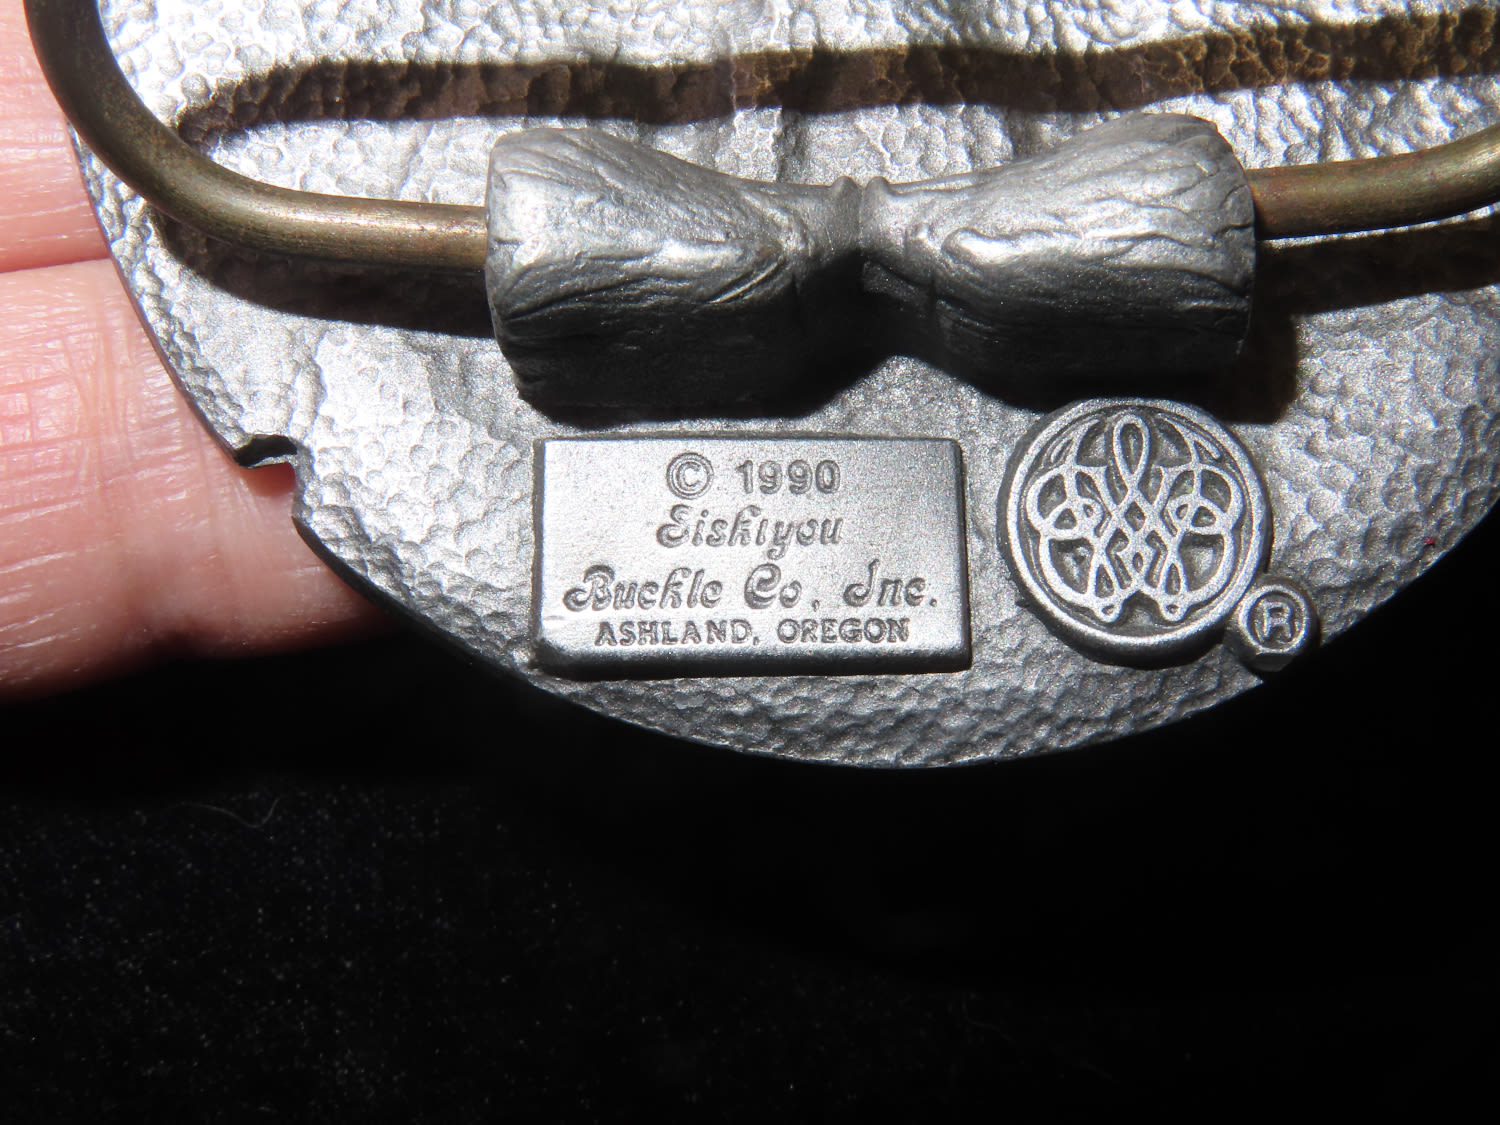 © 1990
Siskiyou
Buckle Co, Inc.
ASHLAND, OREGON
®